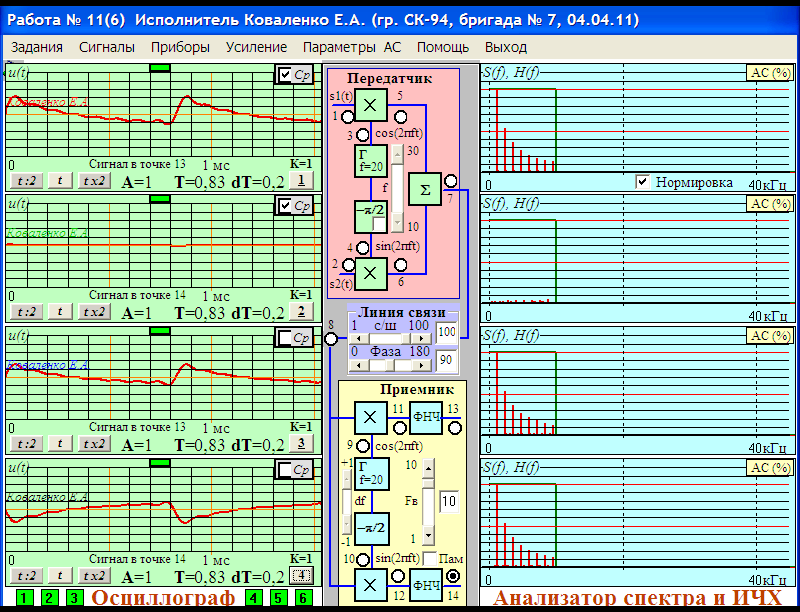 Работа № 11(6) Исполнитель Коваленко Е.А. (гр. СК-94, бригада № 7, 04.04.11)
Задания Сигналы Приборы Усиление Параметры АС Помощь Выход
u(t)
Ср
Коваленко Е.А
0 Сигнал в точке 13 1 мс К=1
t:2 t t x2 A=1 T=0,83 dT=0,2 1
u(t)
Ср
Коваленко Е.А
0 Сигнал в точке 14 1 мс К=1
t:2 t t x2 A=1 T=0,83 dT=0,2 2
u(t)
Ср
Коваленко Е.А
0 Сигнал в точке 13 1 мс К=1
t:2 t t x2 A=1 T=0,83 dT=0,2 3
u(t)
Ср
Коваленко Е.А
0 Сигнал в точке 14 1 мс К=1
t:2 t t x2 A=1 T=0,83 dT=0,2 4
1 2 3 Осциллограф 4 5 6
Передатчик
s1(t) X 5
1
3 cos(2πft)
Г f=20
30
f
Σ
7
−π/2
10
4 sin(2πft)
2
s2(t) X 6
Линия связи
8
1 с/ш 100 100
0 Фаза 180 90
Приемник
X 11 ФНЧ 13
9 cos(2πft)
+1 Г f=20 10
df Fв 10
−π/2
-1 1
10 sin(2πft) Пам
X 12 ФНЧ 14
S(f), H(f) АС (%)
0 Нормировка 40кГц
S(f), H(f) АС (%)
0 40кГц
S(f), H(f) АС (%)
0 40кГц
S(f), H(f) АС (%)
0 40кГц
Анализатор спектра и ИЧХ